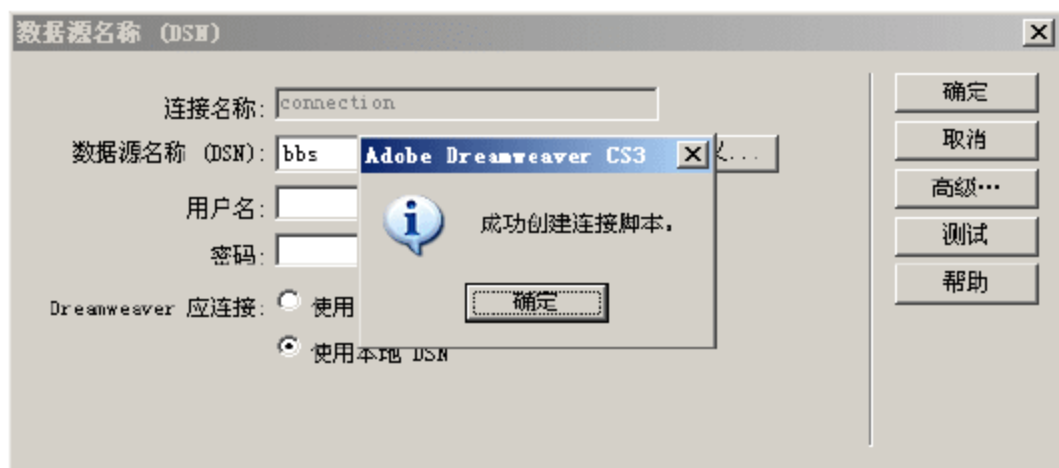 数据源名称 (DSN)
连接名称: connection
确定
数据源名称 (DSN): bbs
取消
Adobe Dreamweaver CS3
用户名:
高级…
成功创建连接脚本。
密码:
测试
确定
帮助
Dreamweaver 应连接: 使用
使用本地 DSN